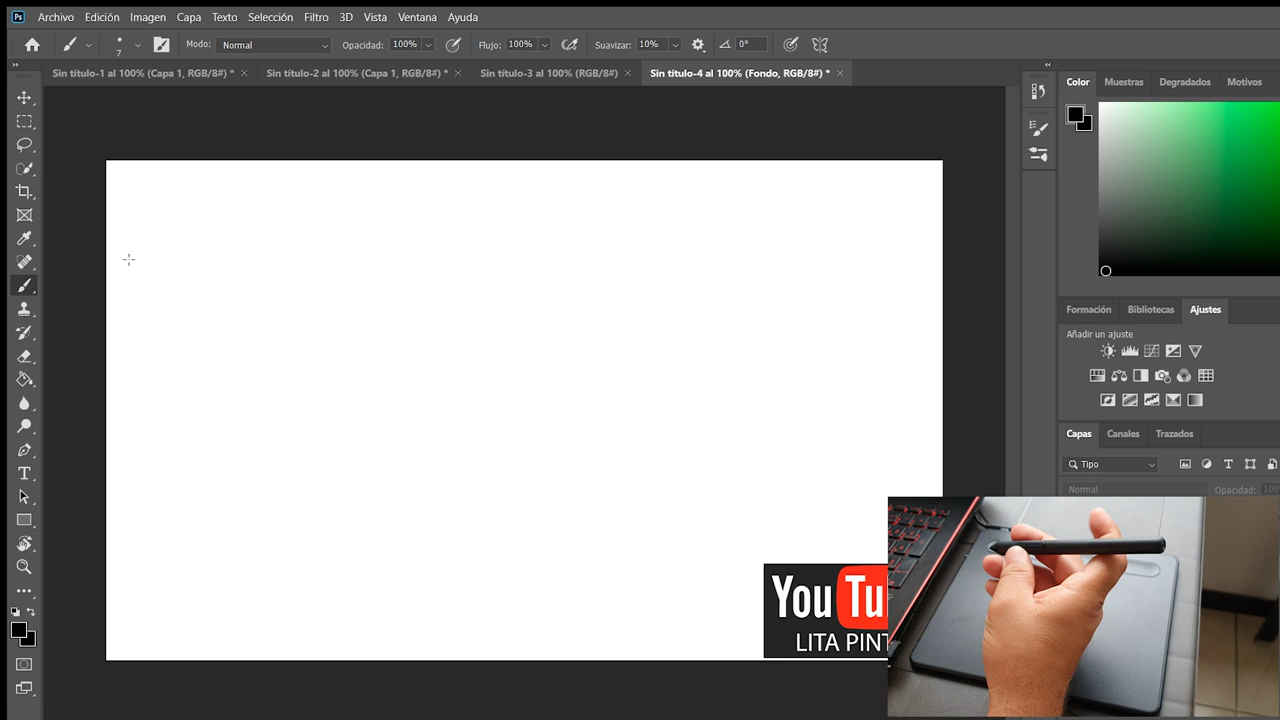 Ps Archivo Edición Imagen Capa Texto Selección Filtro 3D Vista Ventana Ayuda
7 Modo: Normal Opacidad: 100% Flujo: 100% Suavizar: 10% 0°
Sin título-1 al 100% (Capa 1, RGB/8#) * × Sin título-2 al 100% (Capa 1, RGB/8#) * × Sin título-3 al 100% (RGB/8#) × Sin título-4 al 100% (Fondo, RGB/8#) * ×
Color Muestras Degradados Motivos
Formación Bibliotecas Ajustes
Añadir un ajuste
Capas Canales Trazados
Tipo
Normal Opacidad: 100
YouTu
LITA PINT